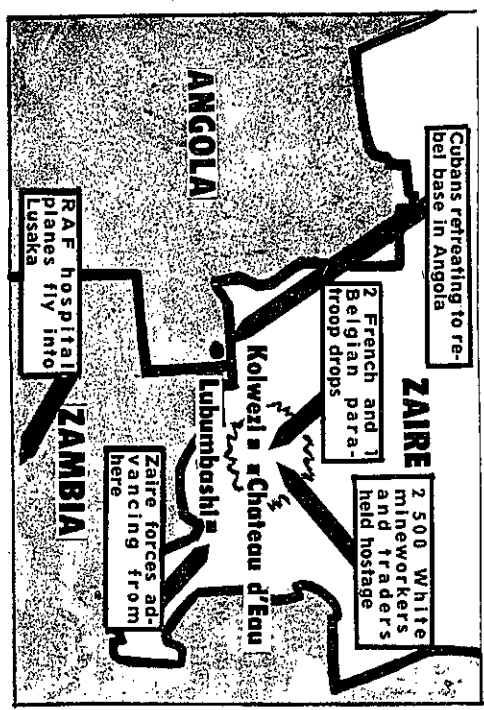 Cubans retreating to re-
bel base in Angola
ZAIRE
2 500 White
mineworkers
and traders
held hostage
2 French and 1
Belgian para-
troop drops
ANGOLA
Kolwezi
Chateau d'Eau
Lubumbashi
RAF hospital
planes fly into
Lusaka
ZAMBIA
Zaire forces ad-
vancing from
here